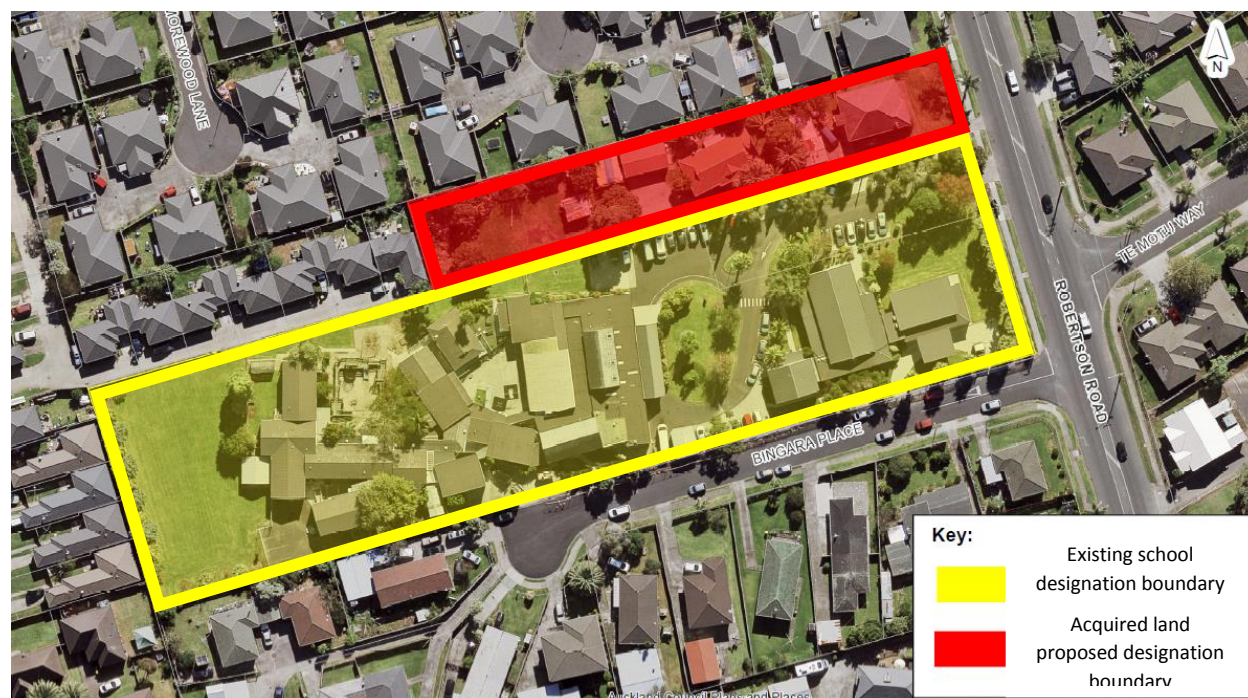 MOREWOOD LANE
N
TE MOTU WAY
ROBERTSON ROAD
BINGARA PLACE
Key:
Existing school
designation boundary
Acquired land
proposed designation
boundary
Auckland Council Plans and Places